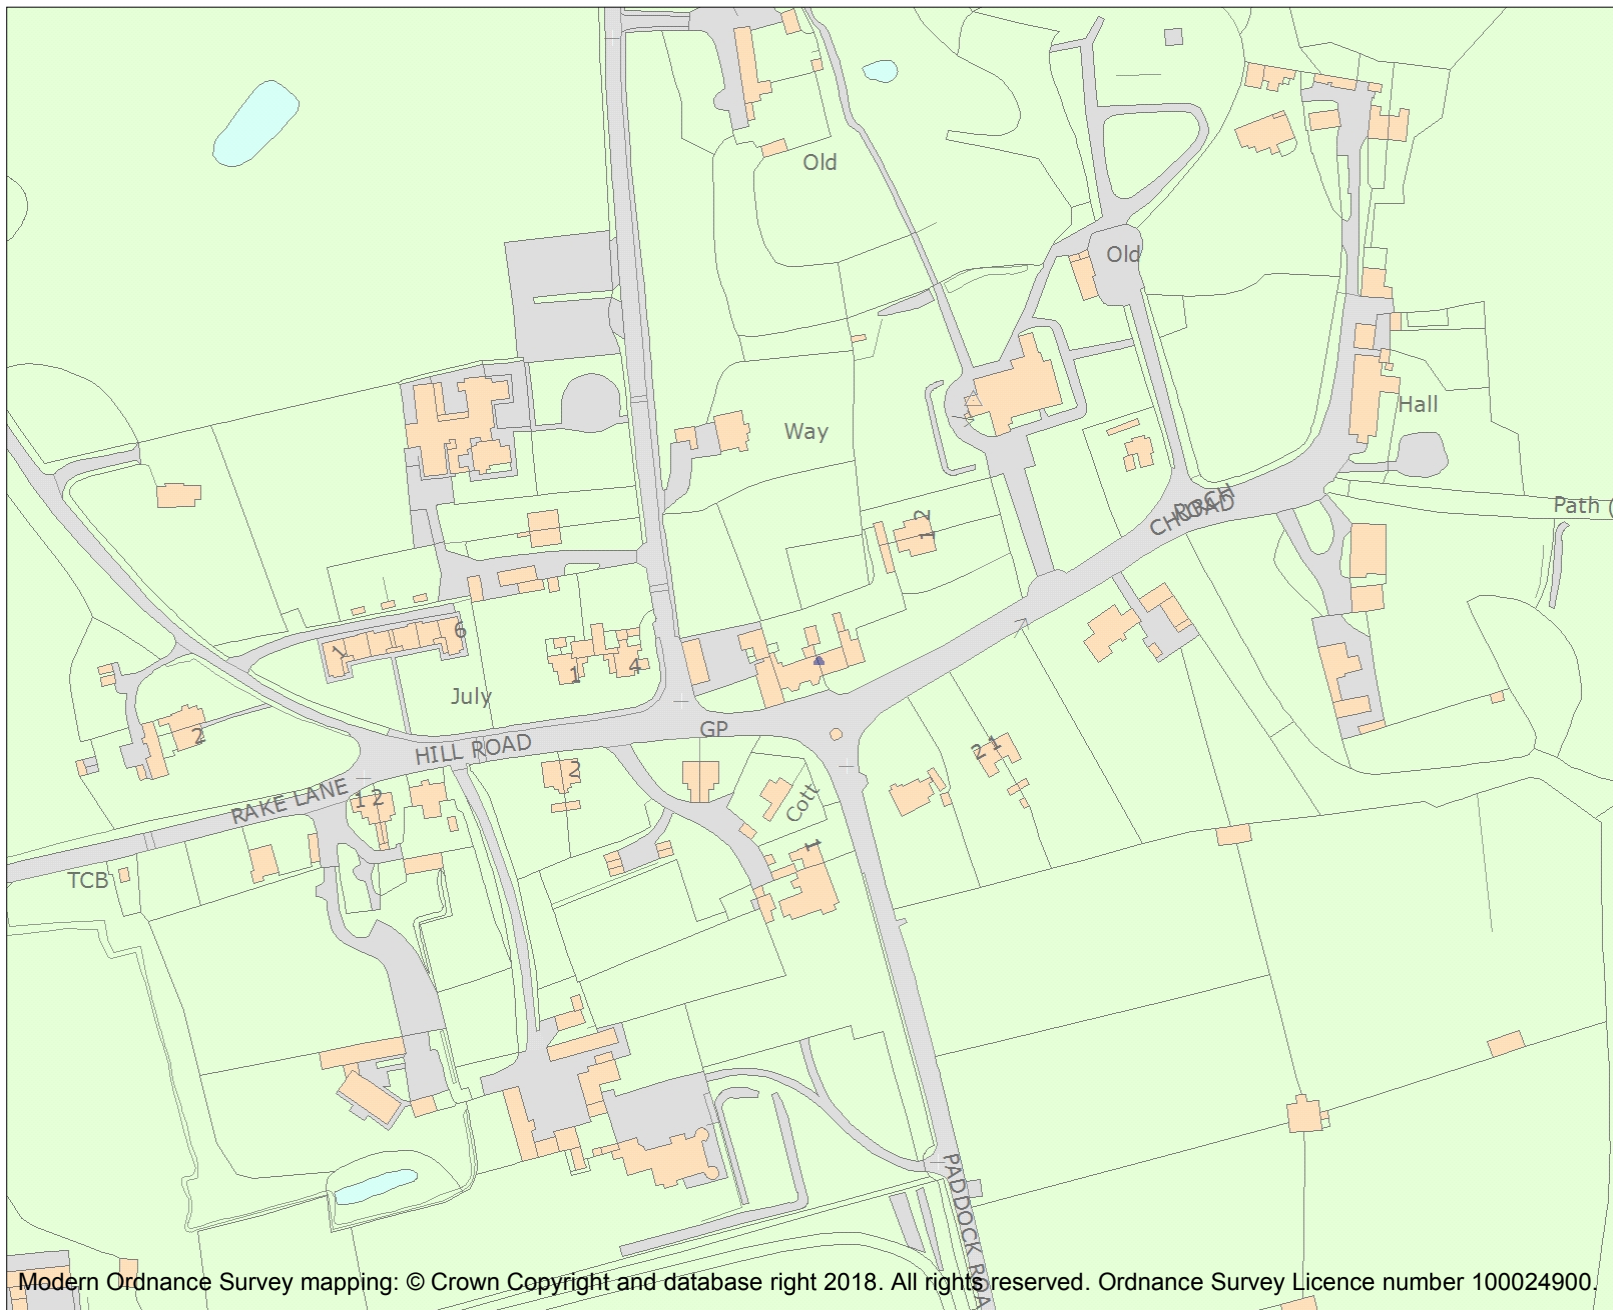 Old
Old
Hall
Way
Path (
12
CHURCH
ROAD
6
1
1
4
July
GP
2
HILL ROAD
2
2 1
RAKE LANE
1 2
Cott
1
TCB
PADDOCK ROA
Modern Ordnance Survey mapping: © Crown Copyright and database right 2018. All rights reserved. Ordnance Survey Licence number 100024900.